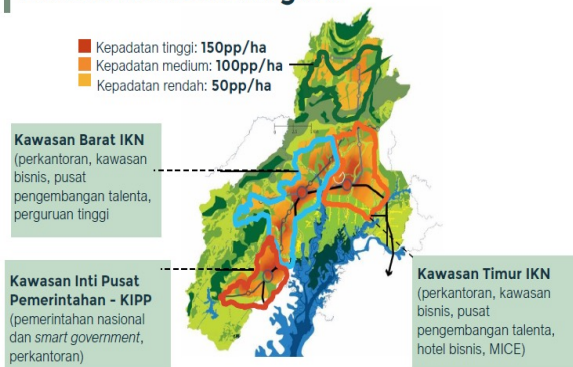 Kepadatan tinggi: 150pp/ha
Kepadatan medium: 100pp/ha
Kepadatan rendah: 50pp/ha
Kawasan Barat IKN
(perkantoran, kawasan
bisnis, pusat
pengembangan talenta,
perguruan tinggi
Kawasan Inti Pusat
Pemerintahan - KIPP
(pemerintahan nasional
dan smart government,
perkantoran)
Kawasan Timur IKN
(perkantoran, kawasan
bisnis, pusat
pengembangan talenta,
hotel bisnis, MICE)